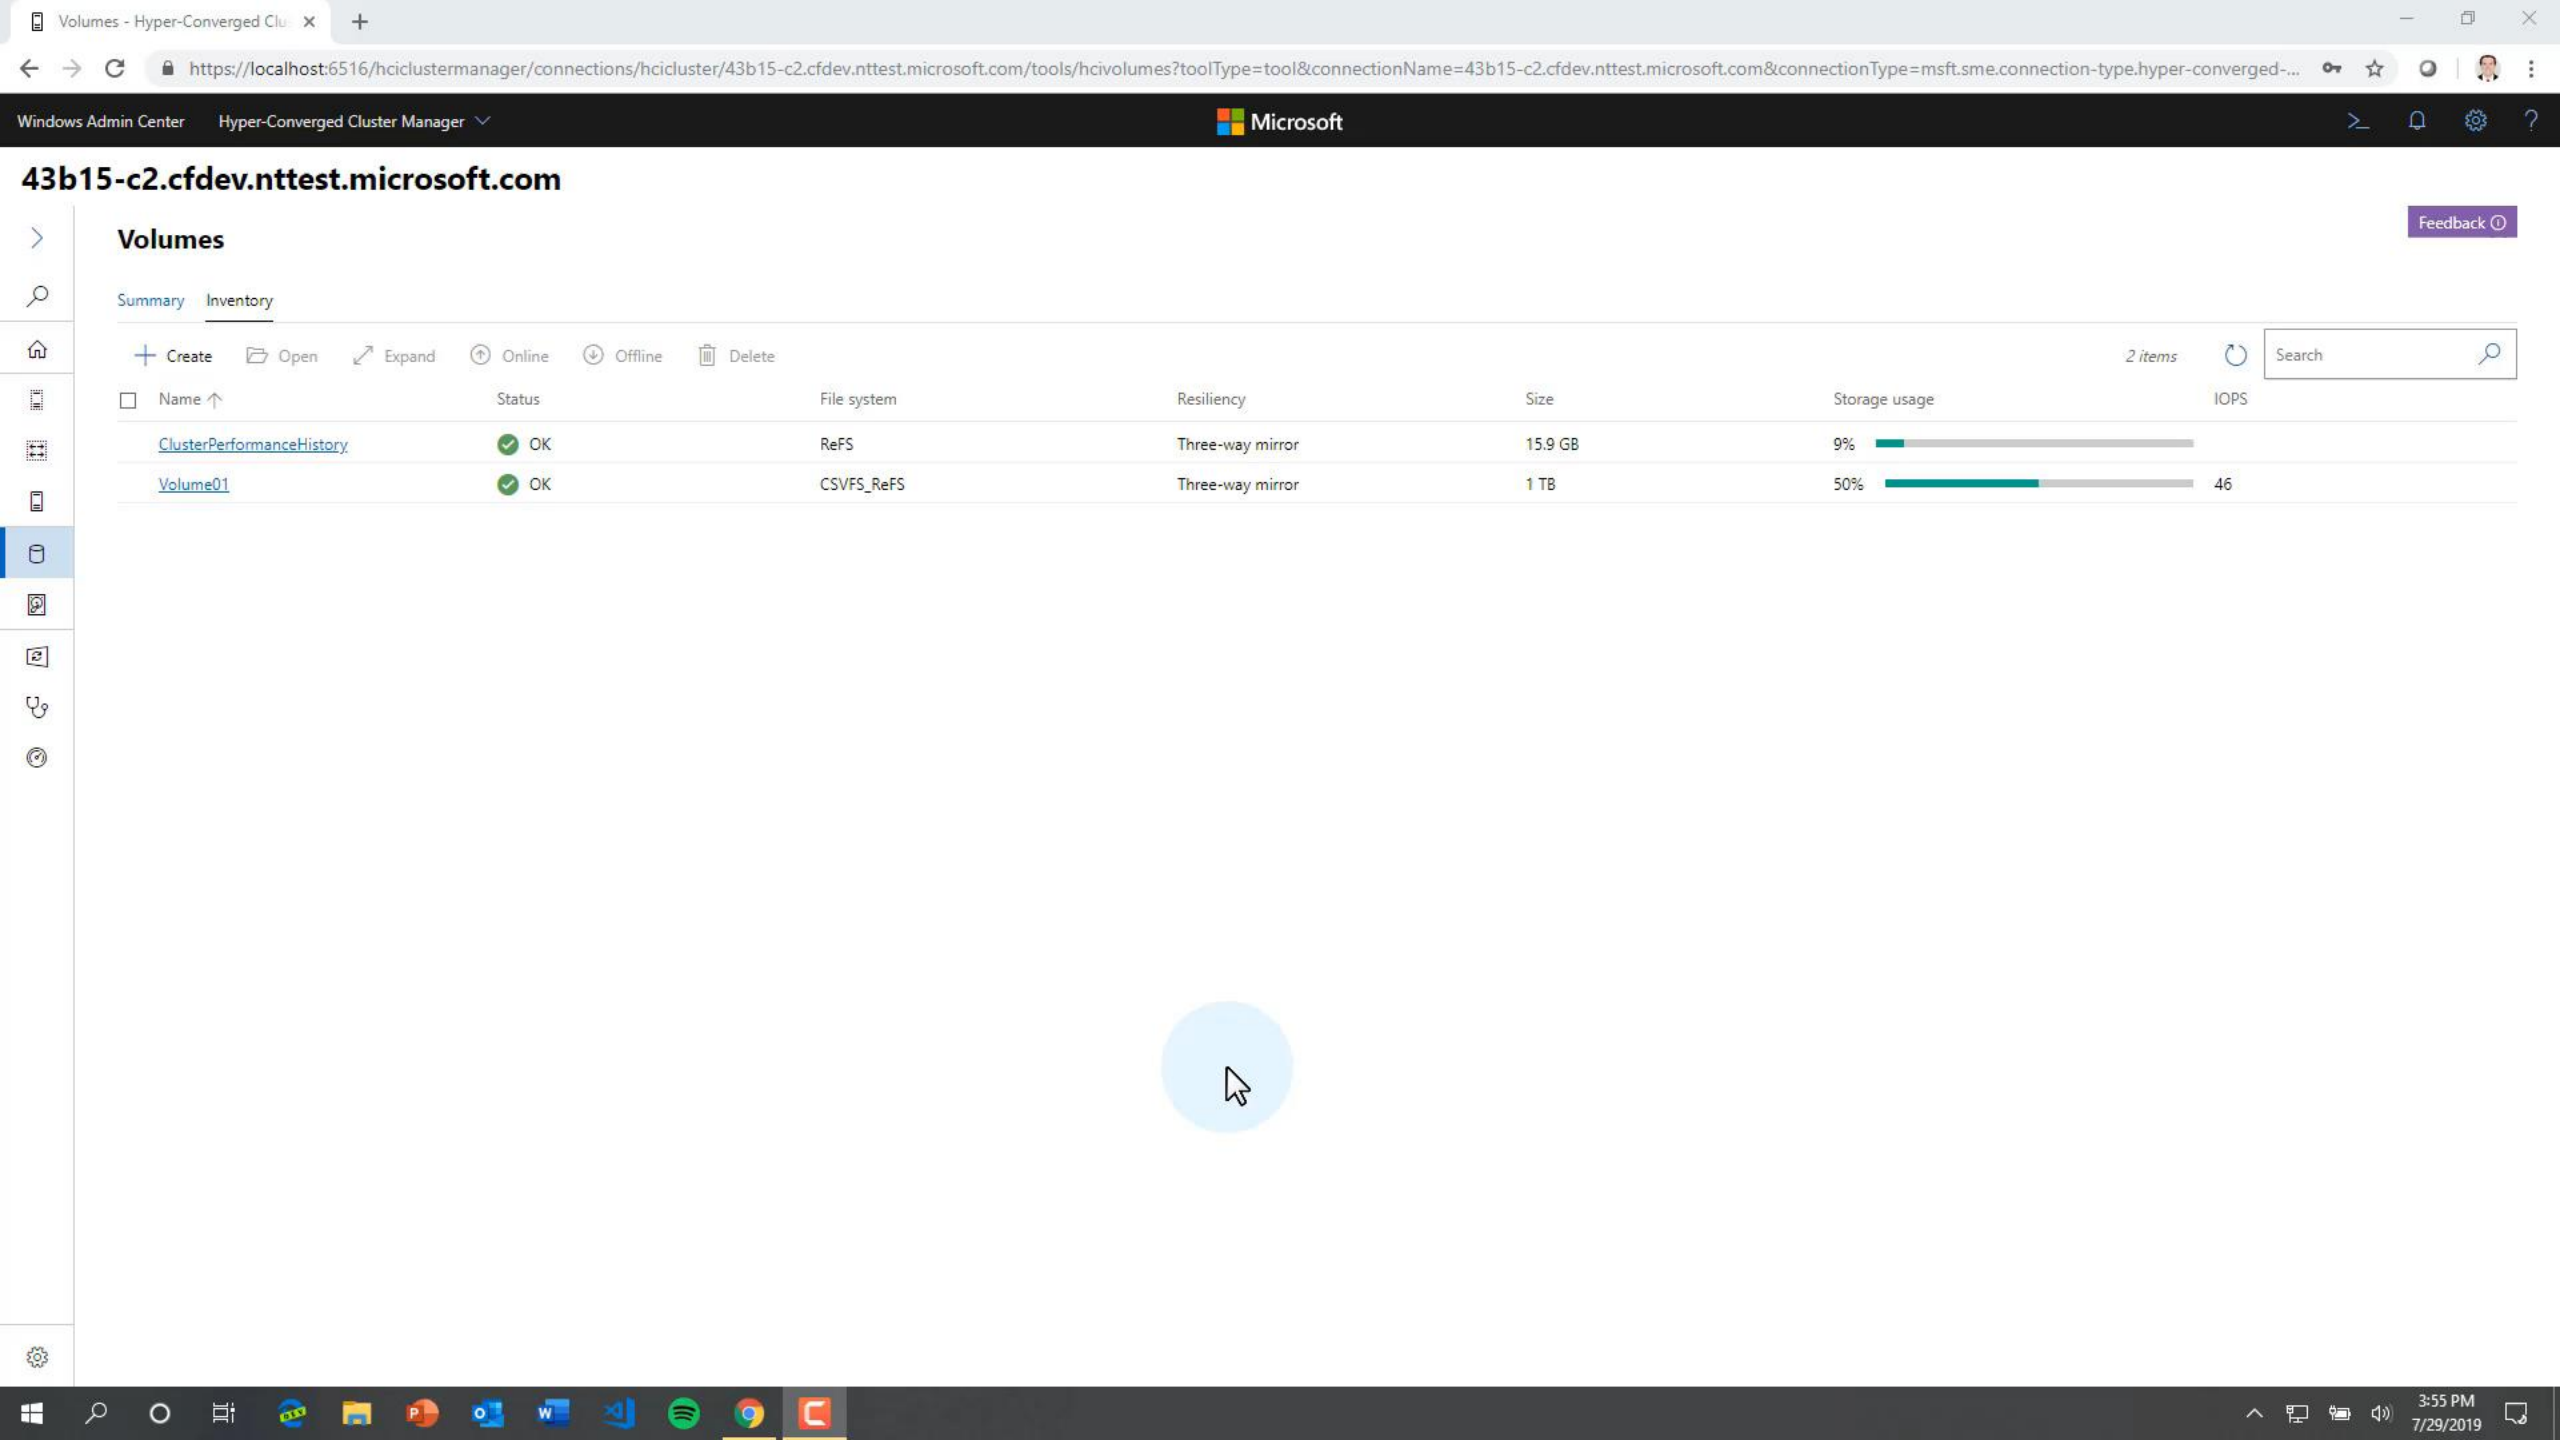 Volumes - Hyper-Converged Clu
https://localhost:6516/hciclustermanager/connections/hcicluster/43b15-c2.cfdev.nttest.microsoft.com/tools/hcivolumes?toolType=tool&connectionName=43b15-c2.cfdev.nttest.microsoft.com&connectionType=msft.sme.connection-type.hyper-converged-...
Windows Admin Center Hyper-Converged Cluster Manager Microsoft
43b15-c2.cfdev.nttest.microsoft.com
Feedback
Volumes
Summary Inventory
Create Open Expand Online Offline Delete 2 items Search
Name Status File system Resiliency Size Storage usage IOPS
ClusterPerformanceHistory OK ReFS Three-way mirror 15.9 GB 9%
Volume01 OK CSVFS_ReFS Three-way mirror 1 TB 50% 46
3:55 PM
7/29/2019